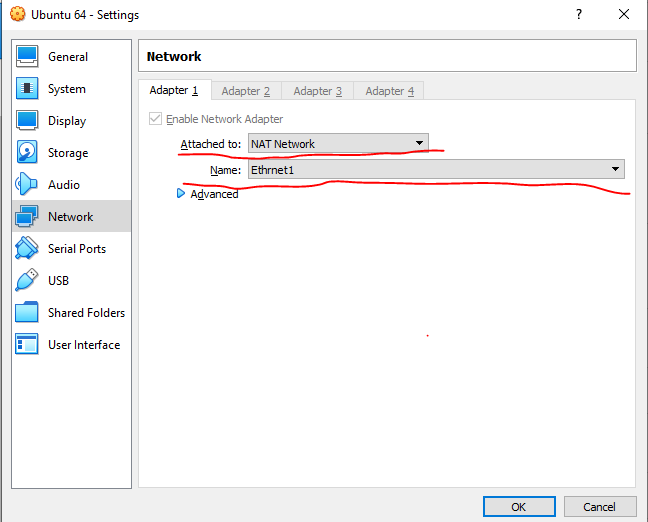 Ubuntu 64 - Settings
?
General
System
Display
Storage
Audio
Network
Serial Ports
USB
Shared Folders
User Interface
Network
Adapter 1 Adapter 2 Adapter 3 Adapter 4
Enable Network Adapter
Attached to: NAT Network
Name: Ethrnet1
Advanced
OK Cancel